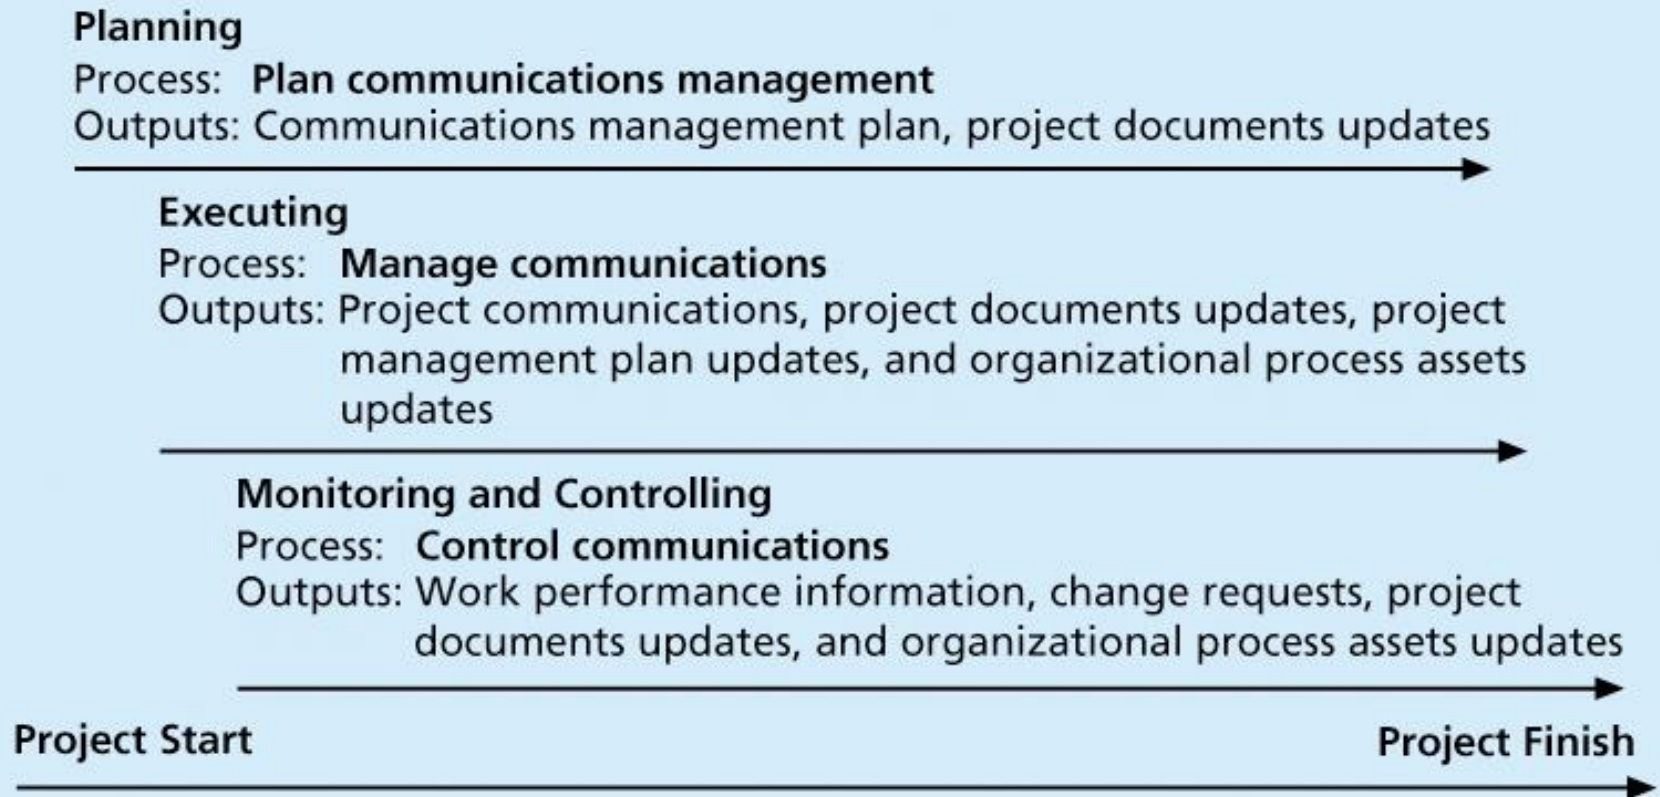 Planning
Process: Plan communications management
Outputs: Communications management plan, project documents updates
Executing
Process: Manage communications
Outputs: Project communications, project documents updates, project
management plan updates, and organizational process assets
updates
Monitoring and Controlling
Process: Control communications
Outputs: Work performance information, change requests, project
documents updates, and organizational process assets updates
Project Start Project Finish